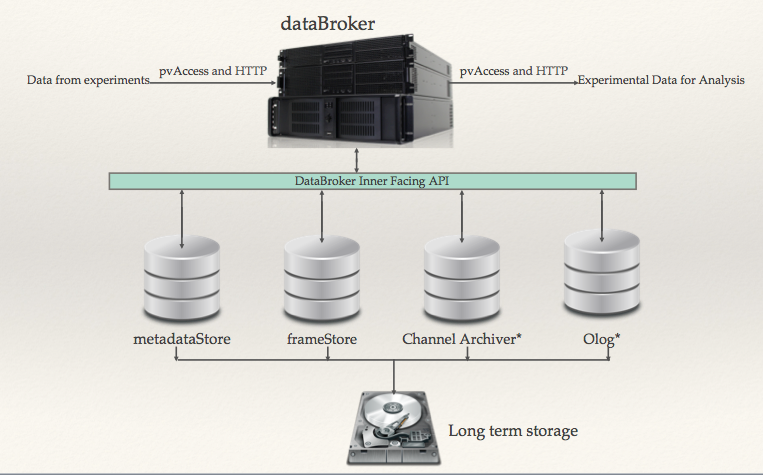 dataBroker
pvAccess and HTTP
pvAccess and HTTP
Data from experiments
Experimental Data for Analysis
DataBroker Inner Facing API
metadataStore
frameStore
Channel Archiver*
Olog*
Long term storage